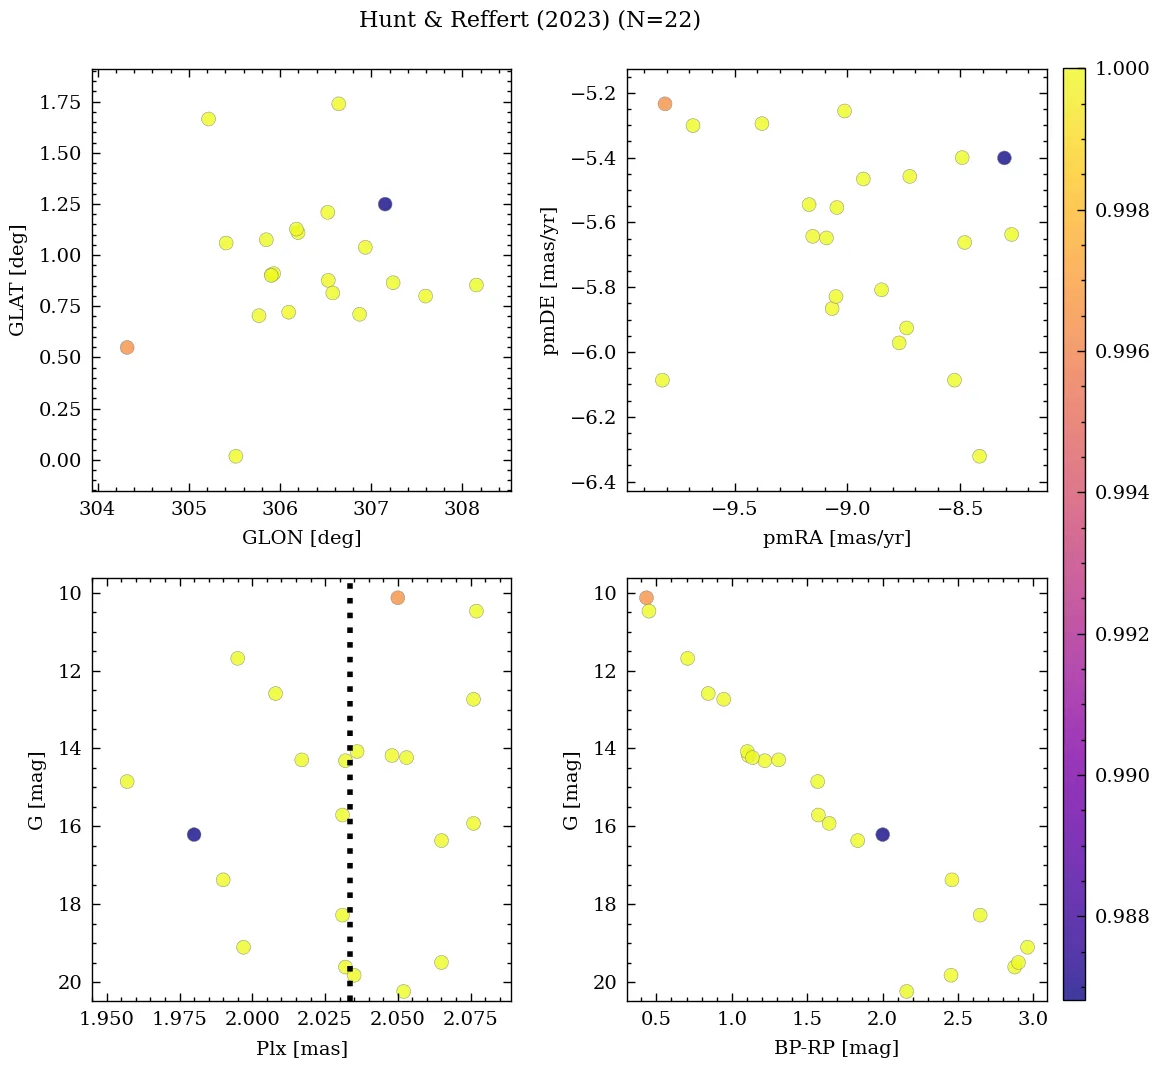 Hunt & Reffert (2023) (N=22)
1.75
1.50
1.25
1.00
0.75
0.50
0.25
0.00
GLAT [deg]
304 305 306 307 308
GLON [deg]
−5.2
−5.4
−5.6
−5.8
−6.0
−6.2
−6.4
pmDE [mas/yr]
−9.5 −9.0 −8.5
pmRA [mas/yr]
10
12
14
16
18
20
G [mag]
1.950 1.975 2.000 2.025 2.050 2.075
Plx [mas]
10
12
14
16
18
20
G [mag]
0.5 1.0 1.5 2.0 2.5 3.0
BP-RP [mag]
1.000
0.998
0.996
0.994
0.992
0.990
0.988